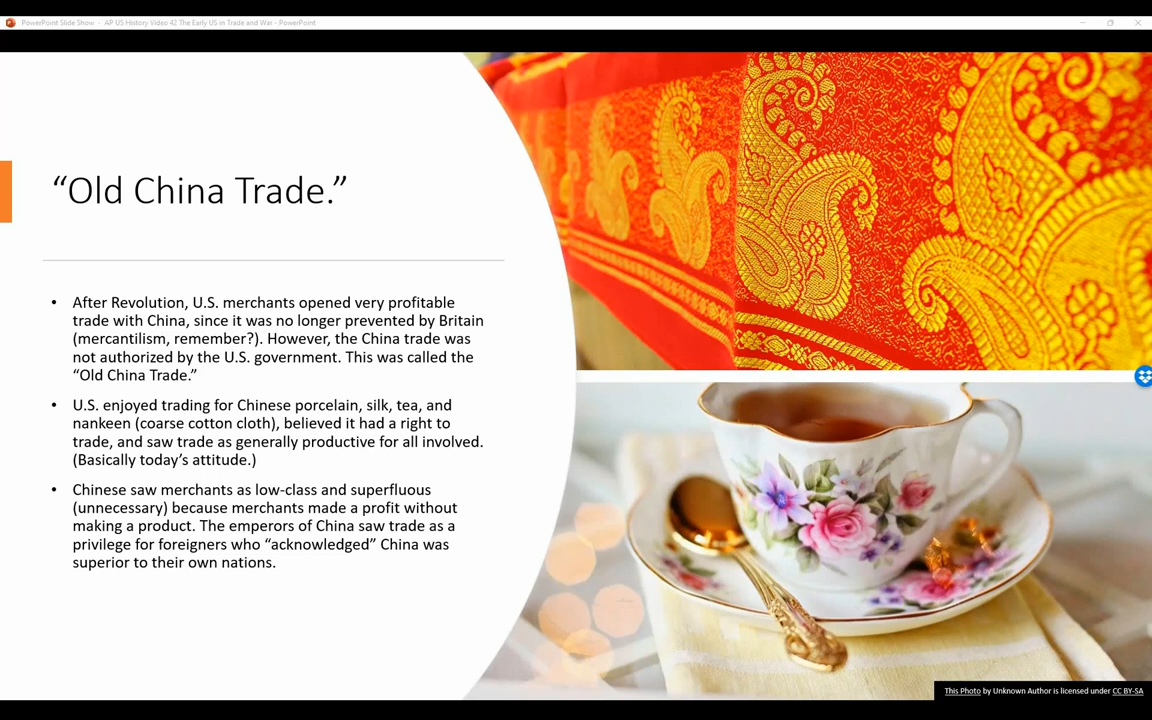 PowerPoint Slide Show - AP US History Video 42 The Early US in Trade and War - PowerPoint
“Old China Trade.”
• After Revolution, U.S. merchants opened very profitable
trade with China, since it was no longer prevented by Britain
(mercantilism, remember?). However, the China trade was
not authorized by the U.S. government. This was called the
“Old China Trade.”
• U.S. enjoyed trading for Chinese porcelain, silk, tea, and
nankeen (coarse cotton cloth), believed it had a right to
trade, and saw trade as generally productive for all involved.
(Basically today’s attitude.)
• Chinese saw merchants as low-class and superfluous
(unnecessary) because merchants made a profit without
making a product. The emperors of China saw trade as a
privilege for foreigners who “acknowledged” China was
superior to their own nations.
This Photo by Unknown Author is licensed under CC BY-SA